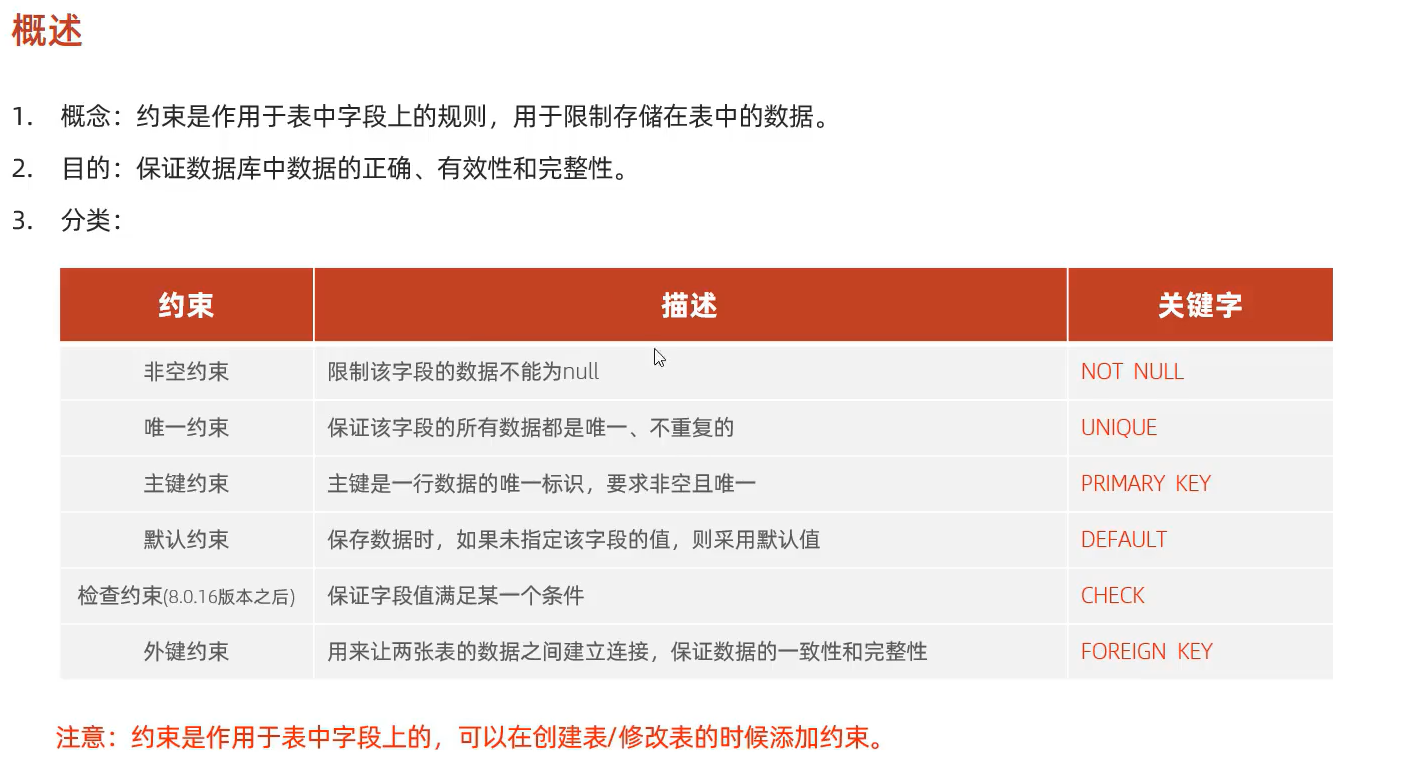 概述
1. 概念：约束是作用于表中字段上的规则，用于限制存储在表中的数据。
2. 目的：保证数据库中数据的正确、有效性和完整性。
3. 分类：
约束 描述 关键字
非空约束 限制该字段的数据不能为null NOT NULL
唯一约束 保证该字段的所有数据都是唯一、不重复的 UNIQUE
主键约束 主键是一行数据的唯一标识，要求非空且唯一 PRIMARY KEY
默认约束 保存数据时，如果未指定该字段的值，则采用默认值 DEFAULT
检查约束(8.0.16版本之后) 保证字段值满足某一个条件 CHECK
外键约束 用来让两张表的数据之间建立连接，保证数据的一致性和完整性 FOREIGN KEY
注意：约束是作用于表中字段上的，可以在创建表/修改表的时候添加约束。